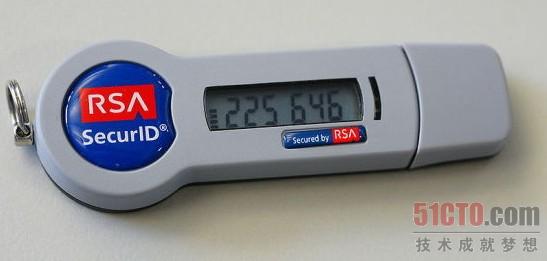 RSA
SecurID®
225 646
Secured by RSA
51CTO.com
技术成就梦想